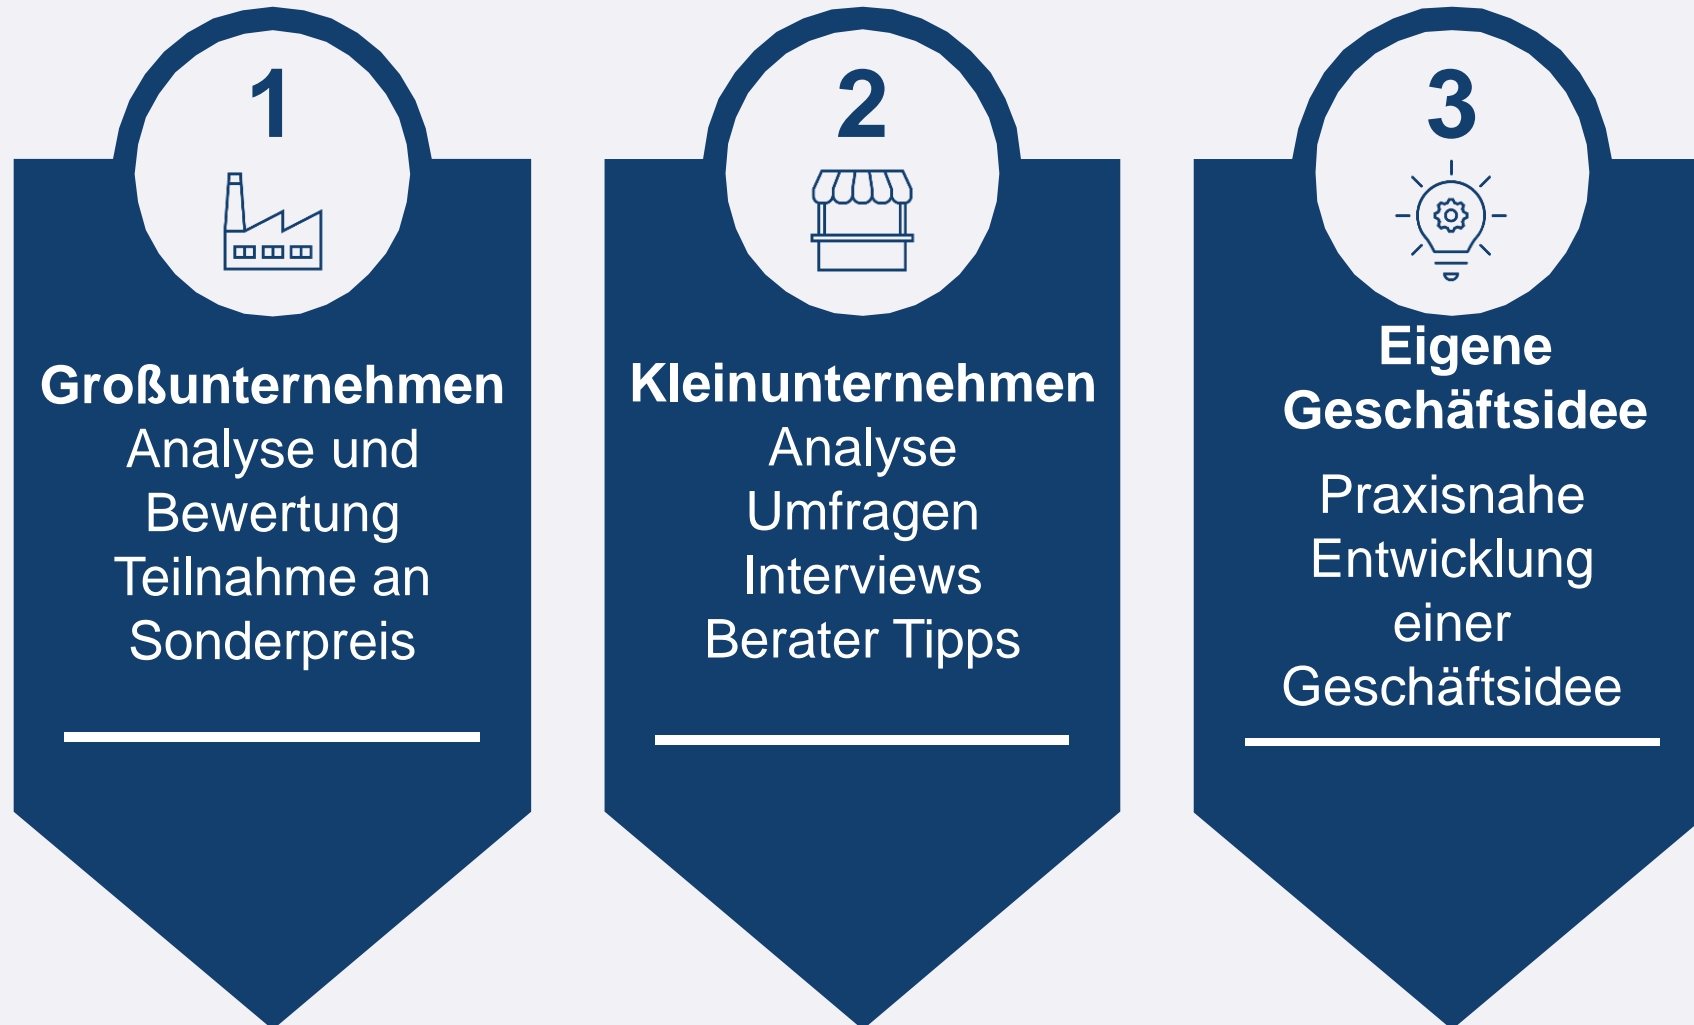 1
Großunternehmen
Analyse und
Bewertung
Teilnahme an
Sonderpreis
2
Kleinunternehmen
Analyse
Umfragen
Interviews
Berater Tipps
3
Eigene
Geschäftsidee
Praxisnahe
Entwicklung
einer
Geschäftsidee